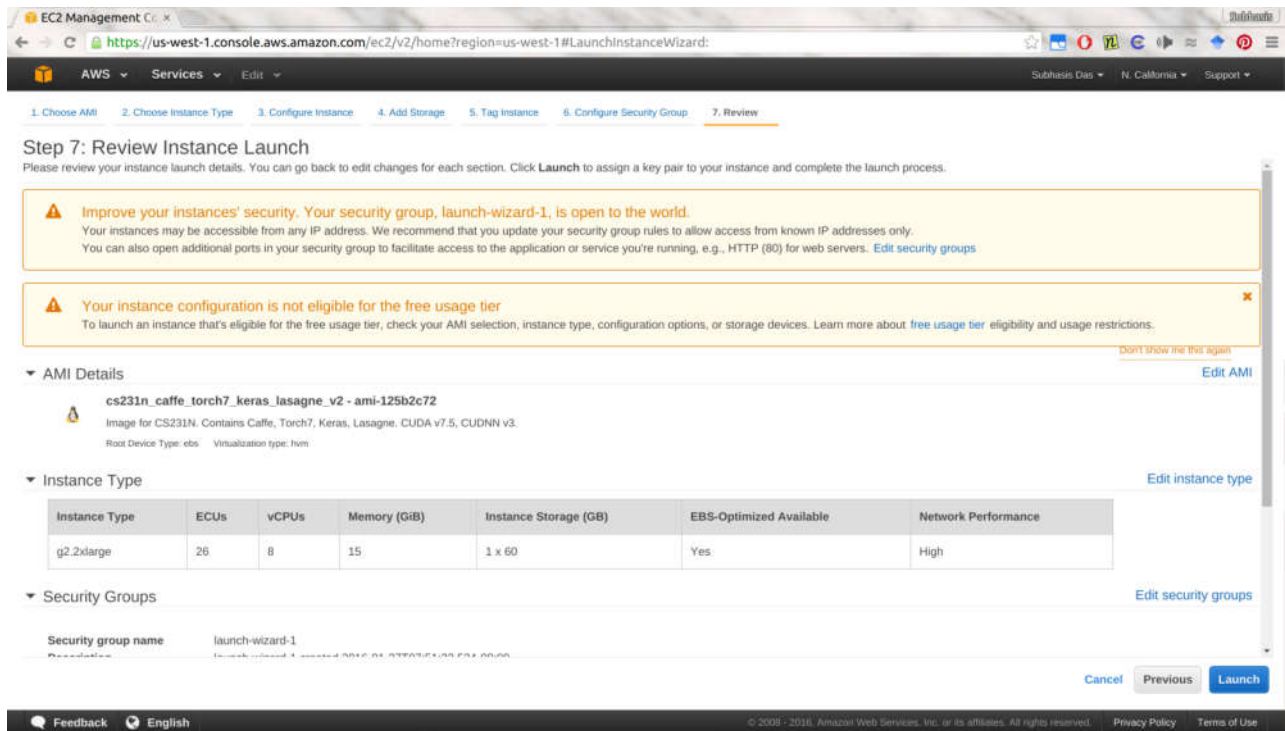 EC2 Management Co
https://us-west-1.console.aws.amazon.com/ec2/v2/home?region=us-west-1#LaunchInstanceWizard:
AWS Services Edit Subhasis Das N. California Support
1. Choose AMI 2. Choose Instance Type 3. Configure Instance 4. Add Storage 5. Tag Instance 6. Configure Security Group 7. Review
Step 7: Review Instance Launch
Please review your instance launch details. You can go back to edit changes for each section. Click Launch to assign a key pair to your instance and complete the launch process.
Improve your instances' security. Your security group, launch-wizard-1, is open to the world.
Your instances may be accessible from any IP address. We recommend that you update your security group rules to allow access from known IP addresses only.
You can also open additional ports in your security group to facilitate access to the application or service you're running, e.g., HTTP (80) for web servers. Edit security groups
Your instance configuration is not eligible for the free usage tier
To launch an instance that's eligible for the free usage tier, check your AMI selection, instance type, configuration options, or storage devices. Learn more about free usage tier eligibility and usage restrictions.
Don't show me this again
AMI Details Edit AMI
cs231n_caffe_torch7_keras_lasagne_v2 - ami-125b2c72
Image for CS231N. Contains Caffe, Torch7, Keras, Lasagne. CUDA v7.5, CUDNN v3.
Root Device Type: ebs Virtualization type: hvm
Instance Type Edit instance type
Instance Type ECUs vCPUs Memory (GiB) Instance Storage (GB) EBS-Optimized Available Network Performance
g2.2xlarge 26 8 15 1 x 60 Yes High
Security Groups Edit security groups
Security group name launch-wizard-1
Cancel Previous Launch
Feedback English © 2008 - 2016, Amazon Web Services, Inc. or its affiliates. All rights reserved. Privacy Policy Terms of Use